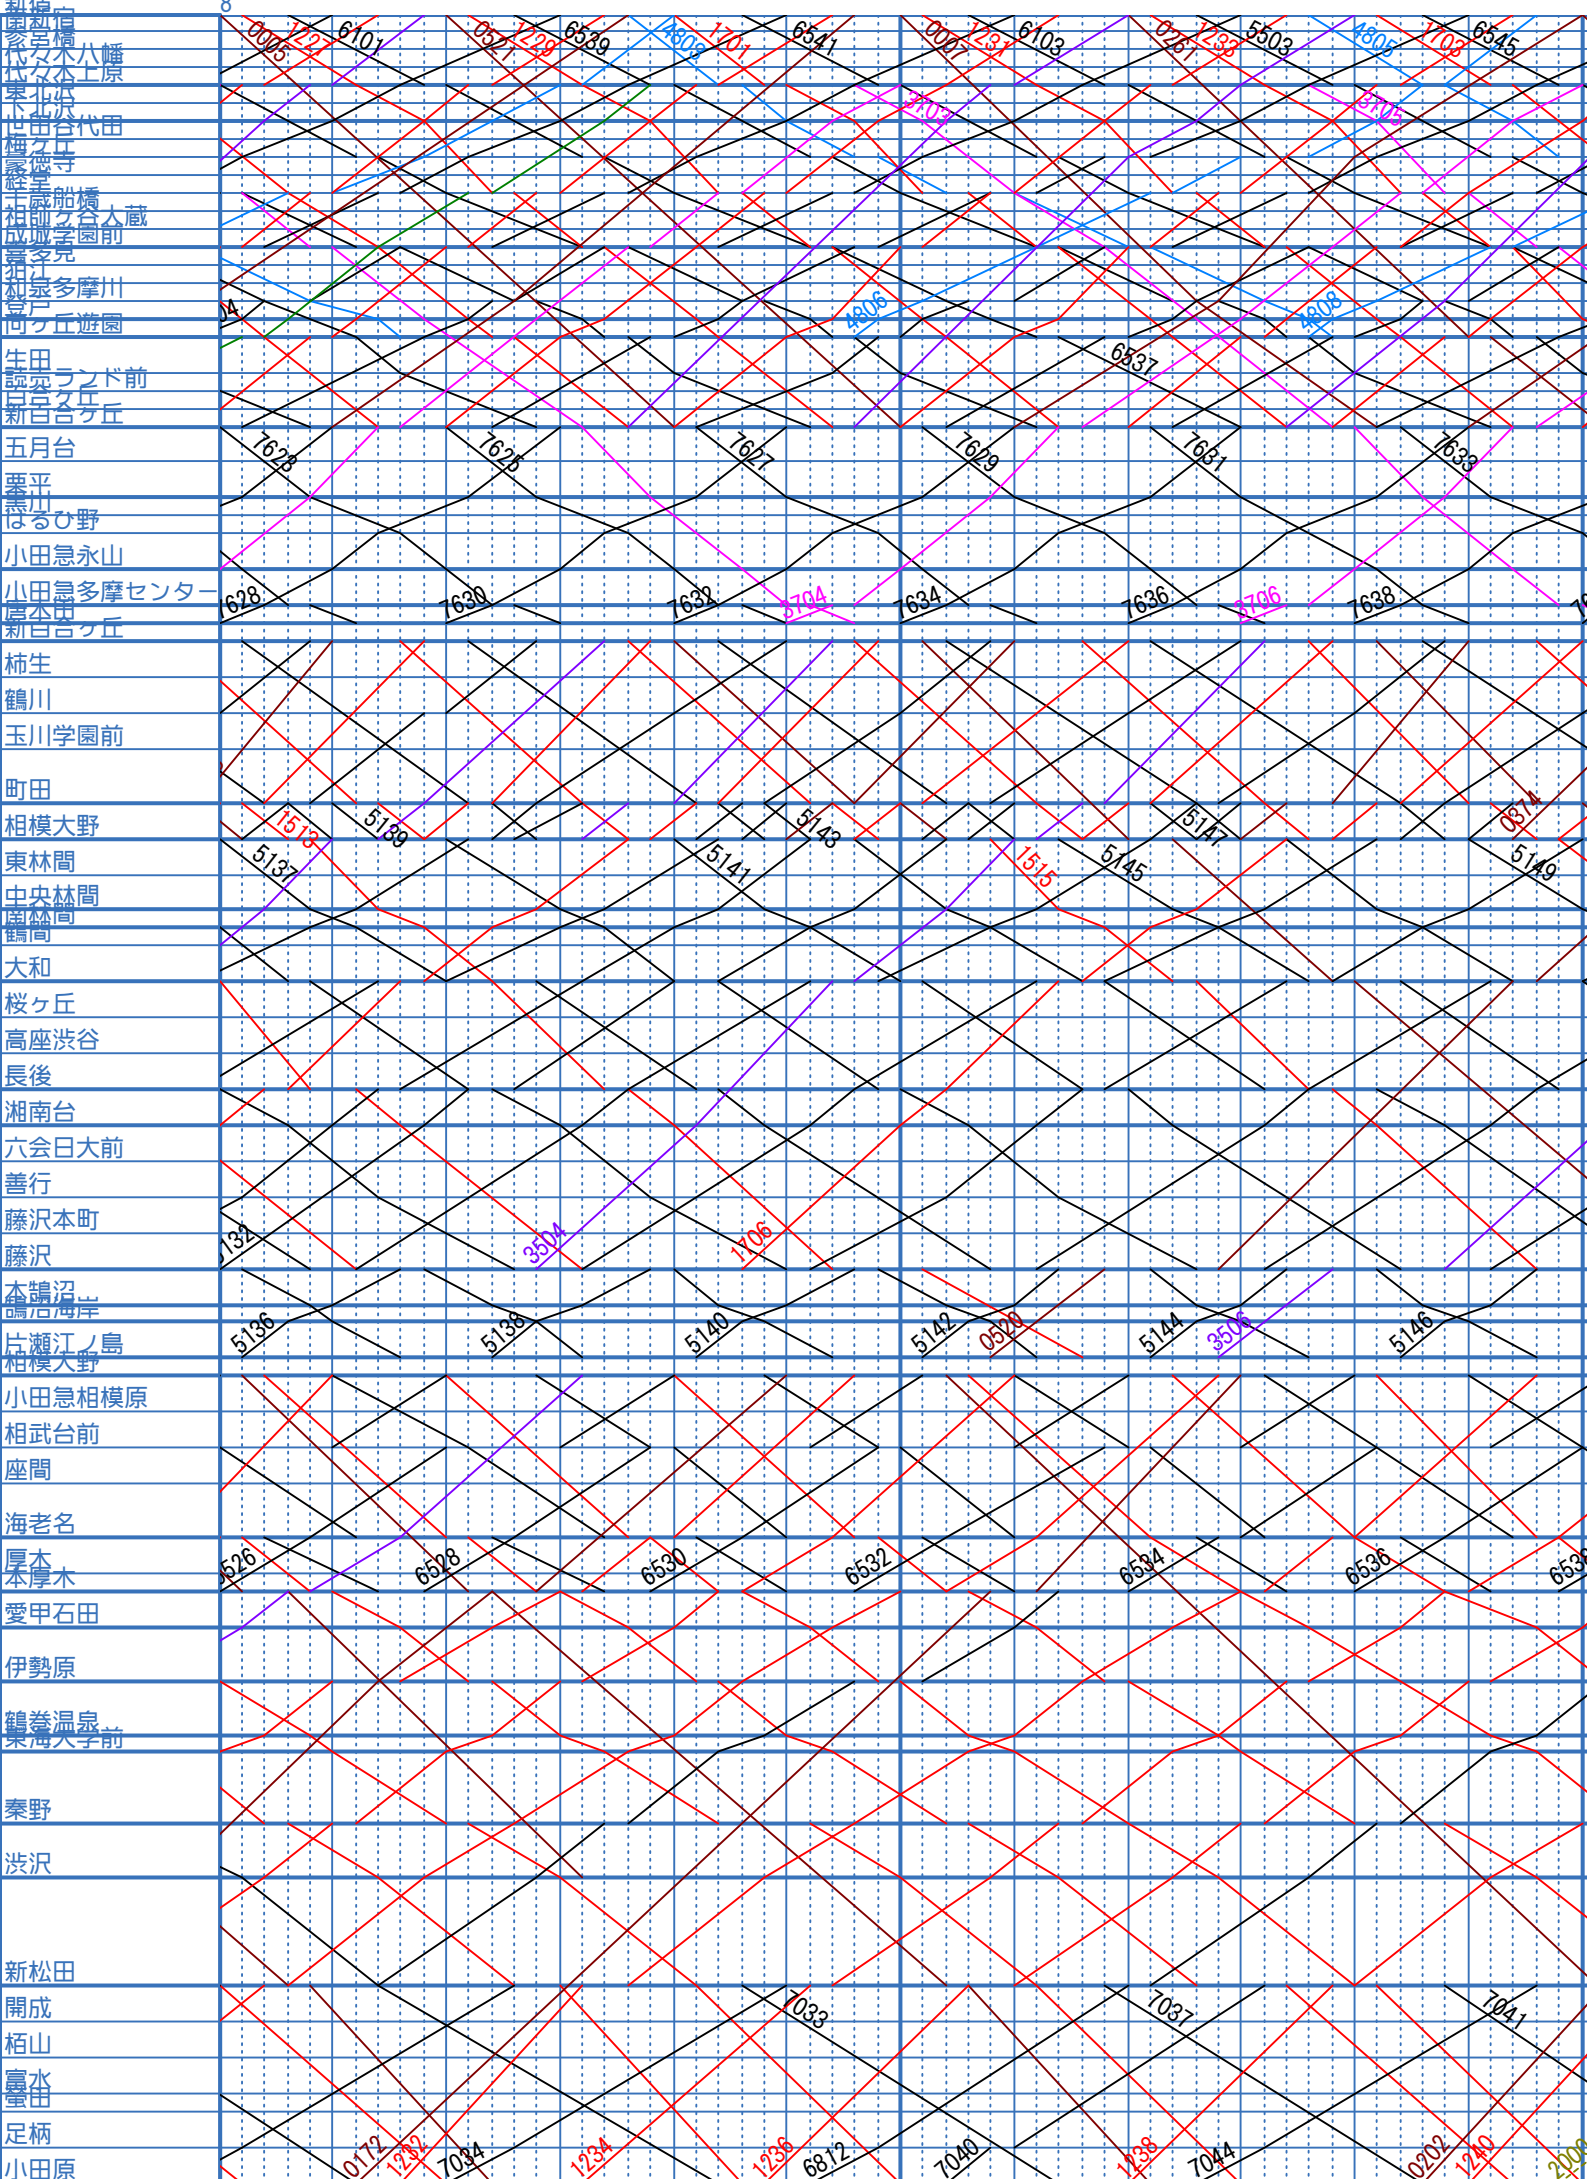 8
新宿
南新宿
参宮橋
代々木八幡
代々木上原
東北沢
下北沢
世田谷代田
梅ヶ丘
豪徳寺
経堂
千歳船橋
祖師ヶ谷大蔵
成城学園前
喜多見
狛江
和泉多摩川
登戸
向ヶ丘遊園
生田
読売ランド前
百合ヶ丘
新百合ヶ丘
五月台
栗平
黒川
はるひ野
小田急永山
小田急多摩センター
唐木田
新百合ヶ丘
柿生
鶴川
玉川学園前
町田
相模大野
東林間
中央林間
南林間
鶴間
大和
桜ヶ丘
高座渋谷
長後
湘南台
六会日大前
善行
藤沢本町
藤沢
本鵠沼
鵠沼海岸
片瀬江ノ島
相模大野
小田急相模原
相武台前
座間
海老名
厚木
本厚木
愛甲石田
伊勢原
鶴巻温泉
東海大学前
秦野
渋沢
新松田
開成
栢山
富水
螢田
足柄
小田原
0005 1221 6101 0521 1229 6539 4803 1701 6541 0007 1231 6103 0261 1233 5503 4805 1703 6545
3703 3705
4806 4808
6537
7623 7625 7627 7629 7631 7633
7628 7630 7632 3704 7634 7636 3706 7638
1513 5139 5143 5147 0374
5137 5141 1515 5145 5149
5132 3504 1706
5136 5138 5140 5142 0520 5144 3506 5146
6526 6528 6530 6532 6534 6536 6538
7033 7037 7041
0172 1232 7034 1234 1236 6812 7040 1238 7044 0202 1240